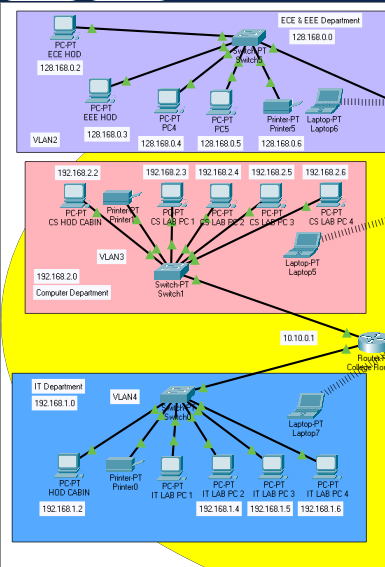 ECE & EEE Department
128.168.0.0
PC-PT
ECE HOD
128.168.0.2
Switch-PT
PC-PT
EEE HOD
128.168.0.3
PC-PT
PC4
128.168.0.4
PC-PT
PC5
128.168.0.5
Printer-PT
Printer5
128.168.0.6
Laptop-PT
Laptop6
VLAN2
192.168.2.2
192.168.2.3
192.168.2.4
192.168.2.5
192.168.2.6
PC-PT
CS HOD CABIN
Printer-PT
PC-PT
CS LAB PC 1
PC-PT
CS LAB PC 2
PC-PT
CS LAB PC 3
PC-PT
CS LAB PC 4
VLAN3
Laptop-PT
Laptop5
192.168.2.0
Computer Department
Switch-PT
Switch1
10.10.0.1
IT Department
192.168.1.0
VLAN4
Switch-PT
Laptop-PT
Laptop7
PC-PT
HOD CABIN
192.168.1.2
Printer-PT
Printer0
PC-PT
IT LAB PC 1
PC-PT
IT LAB PC 2
192.168.1.4
PC-PT
IT LAB PC 3
192.168.1.5
PC-PT
IT LAB PC 4
192.168.1.6